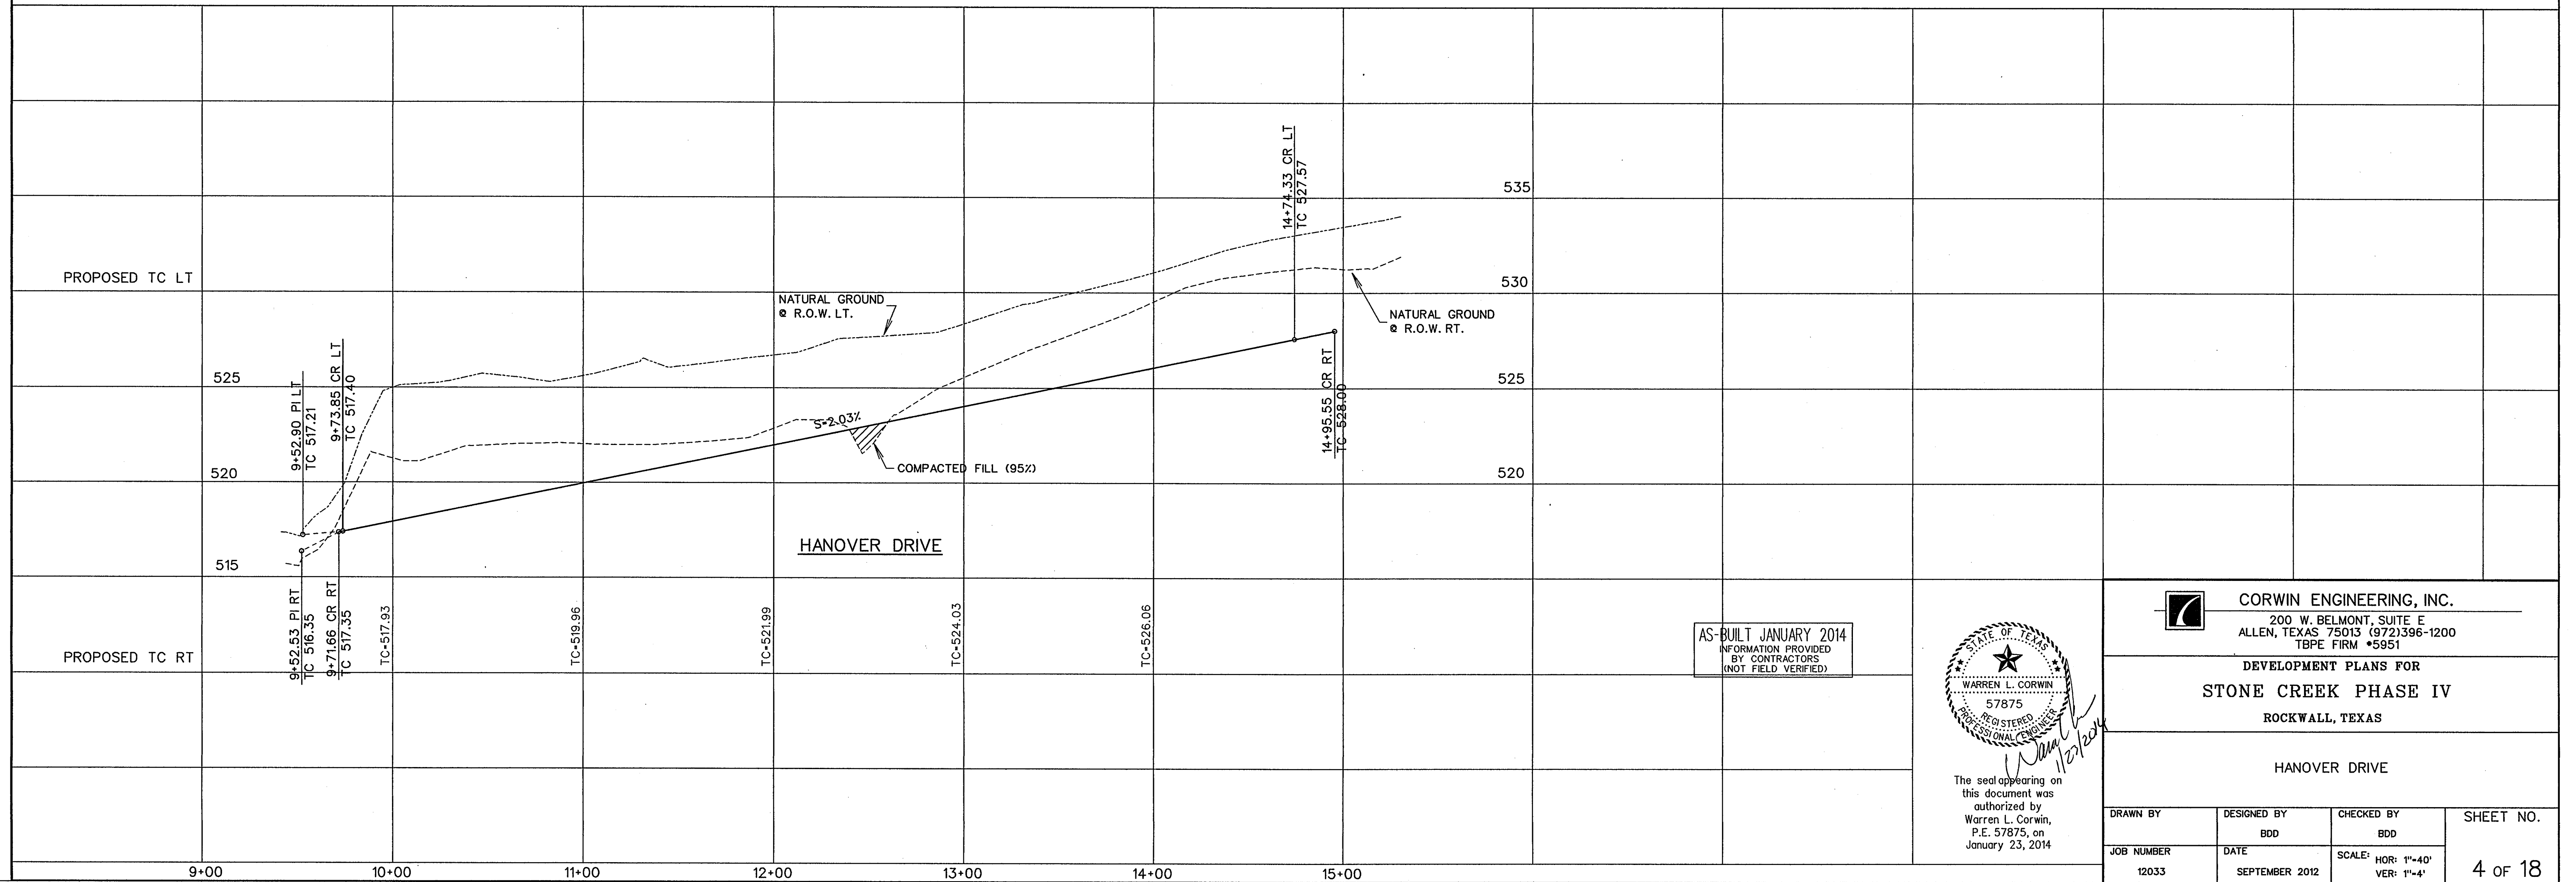 14+74.33 CR LT
TC 527.57
535
PROPOSED TC LT
530
NATURAL GROUND
@ R.O.W. LT.
NATURAL GROUND
@ R.O.W. RT.
525
525
9+52.90 PI LT
TC 517.21
9+73.85 CR LT
TC 517.40
S=2.03%
14+95.55 CR RT
TC 528.00
COMPACTED FILL (95%)
520
520
HANOVER DRIVE
515
9+52.53 PI RT
TC 516.35
9+71.66 CR RT
TC 517.35
TC=517.93
TC=519.96
TC=521.99
TC=524.03
TC=526.06
PROPOSED TC RT
AS-BUILT JANUARY 2014
INFORMATION PROVIDED
BY CONTRACTORS
(NOT FIELD VERIFIED)
STATE OF TEXAS
WARREN L. CORWIN
57875
REGISTERED
PROFESSIONAL ENGINEER
1/23/2014
The seal appearing on
this document was
authorized by
Warren L. Corwin,
P.E. 57875, on
January 23, 2014
CORWIN ENGINEERING, INC.
200 W. BELMONT, SUITE E
ALLEN, TEXAS 75013 (972)396-1200
TBPE FIRM #5951
DEVELOPMENT PLANS FOR
STONE CREEK PHASE IV
ROCKWALL, TEXAS
HANOVER DRIVE
DRAWN BY
DESIGNED BY
BDD
CHECKED BY
BDD
SHEET NO.
JOB NUMBER
12033
DATE
SEPTEMBER 2012
SCALE: HOR: 1"=40'
VER: 1"=4'
4 OF 18
9+00
10+00
11+00
12+00
13+00
14+00
15+00